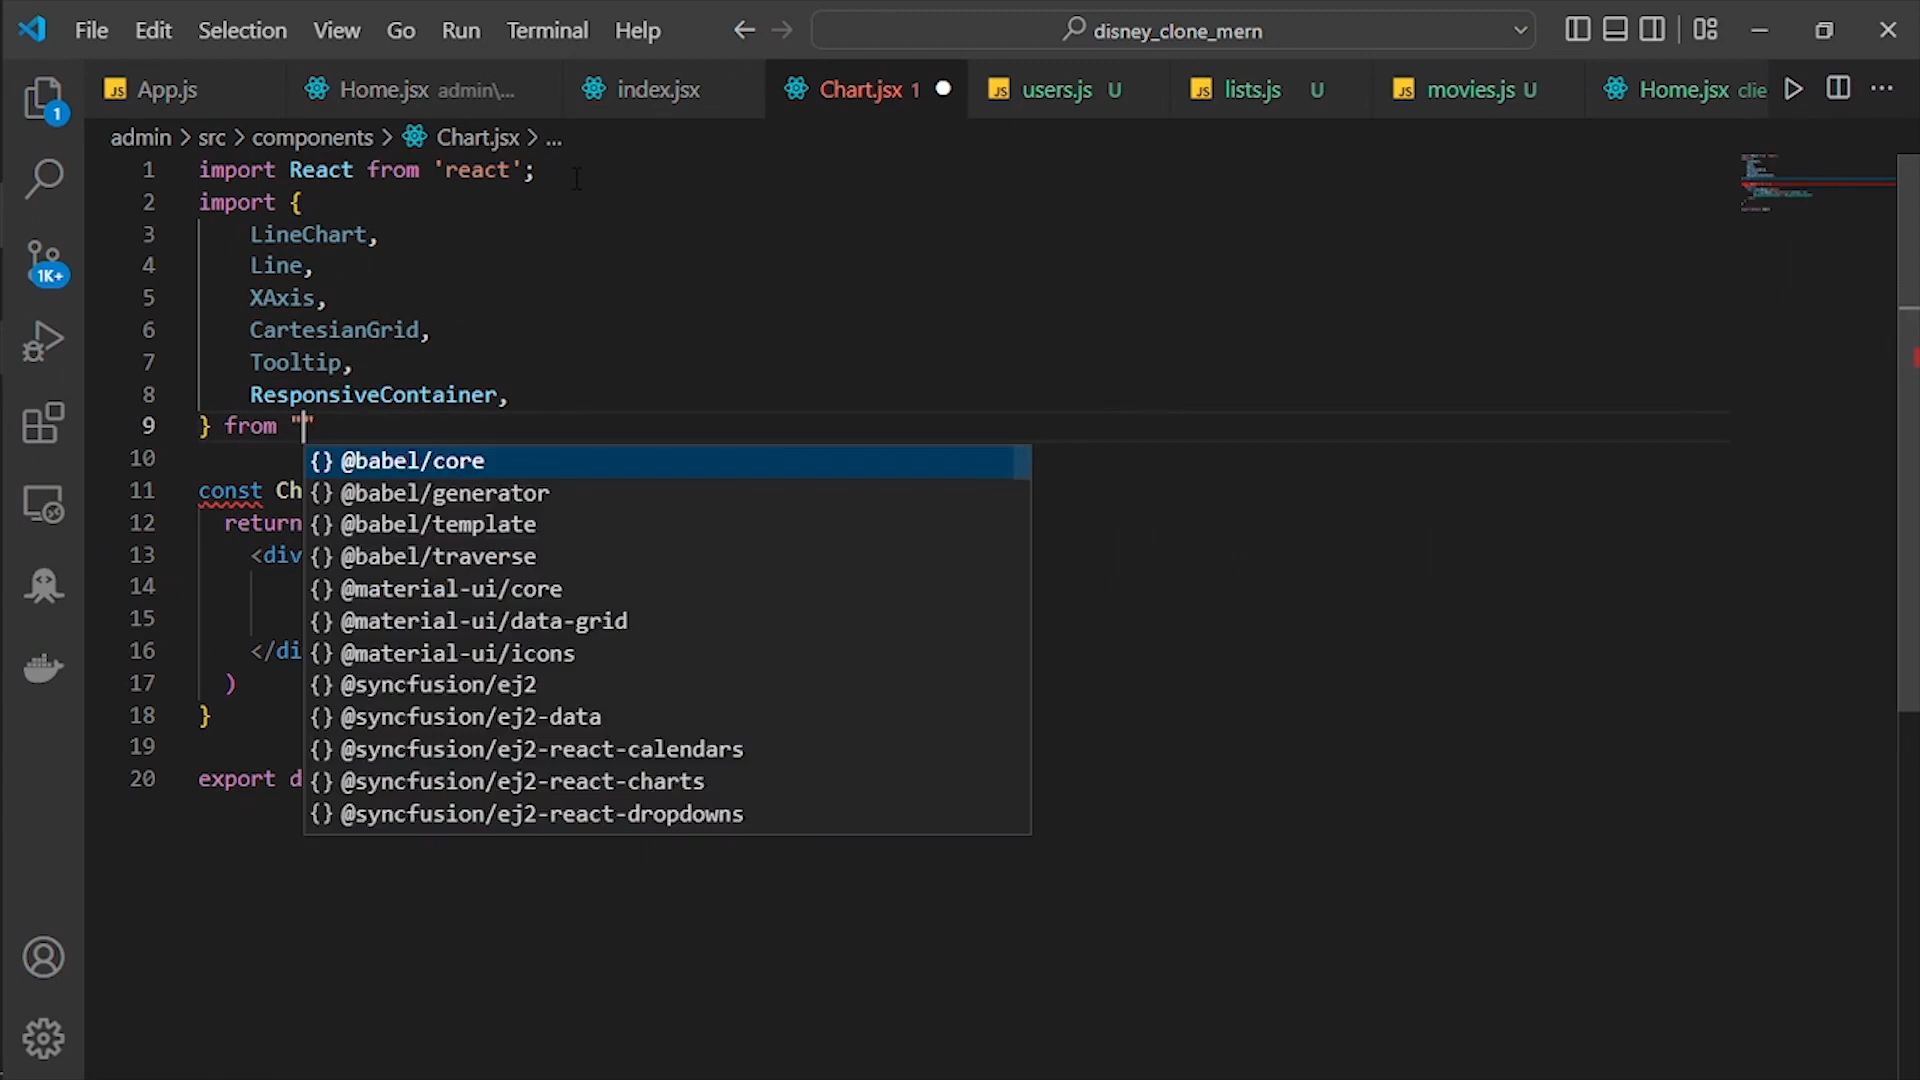 File Edit Selection View Go Run Terminal Help disney_clone_mern
App.js Home.jsx admin\... index.jsx Chart.jsx 1 users.js U lists.js U movies.js U Home.jsx clie
admin > src > components > Chart.jsx > ...
1 import React from 'react';
2 import {
3 LineChart,
4 Line,
5 XAxis,
6 CartesianGrid,
7 Tooltip,
8 ResponsiveContainer,
9 } from ""
10 {} @babel/core
11 const Ch {} @babel/generator
12 return {} @babel/template
13 <div {} @babel/traverse
14 {} @material-ui/core
15 {} @material-ui/data-grid
16 </di {} @material-ui/icons
17 ) {} @syncfusion/ej2
18 } {} @syncfusion/ej2-data
19 {} @syncfusion/ej2-react-calendars
20 export d {} @syncfusion/ej2-react-charts
{} @syncfusion/ej2-react-dropdowns
1
1K+